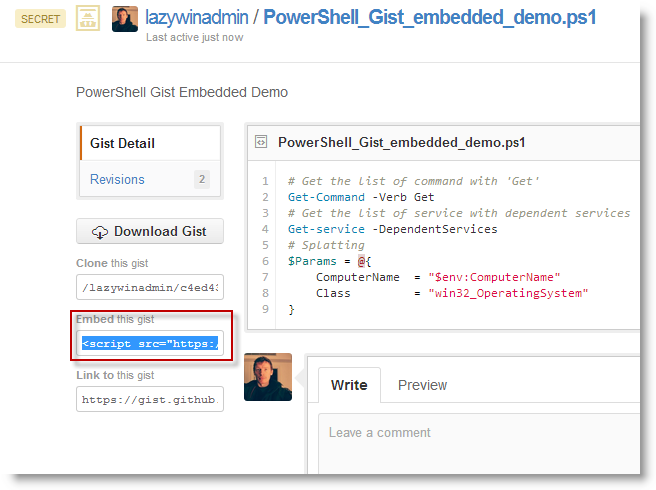 SECRET lazywinadmin / PowerShell_Gist_embedded_demo.ps1
Last active just now
PowerShell Gist Embedded Demo
Gist Detail
Revisions 2
Download Gist
Clone this gist
/lazywinadmin/c4ed43
Embed this gist
<script src="https:/
Link to this gist
https://gist.github
PowerShell_Gist_embedded_demo.ps1
1 # Get the list of command with 'Get'
2 Get-Command -Verb Get
3 # Get the list of service with dependent services
4 Get-service -DependentServices
5 # Splatting
6 $Params = @{
7 ComputerName = "$env:ComputerName"
8 Class = "win32_OperatingSystem"
9 }
Write Preview
Leave a comment